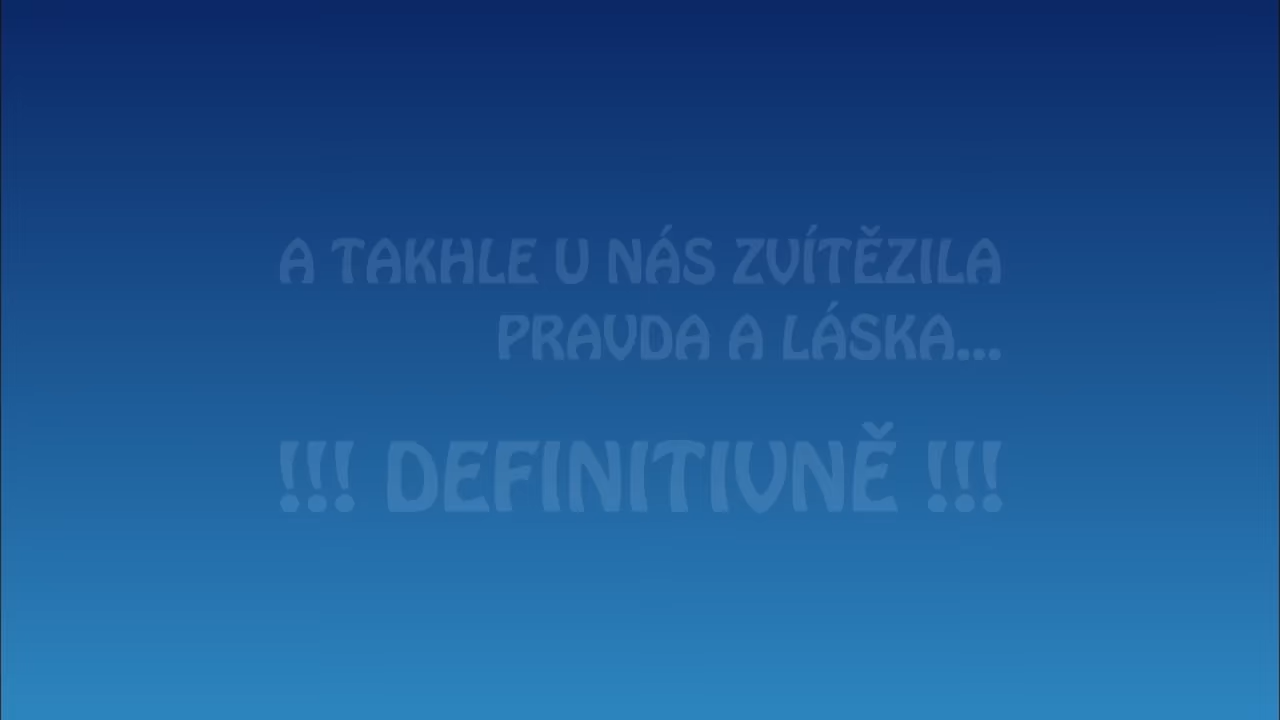 A TAKHLE U NÁS ZVÍTĚZILA
PRAVDA A LÁSKA...
!!! DEFINITIVNĚ !!!